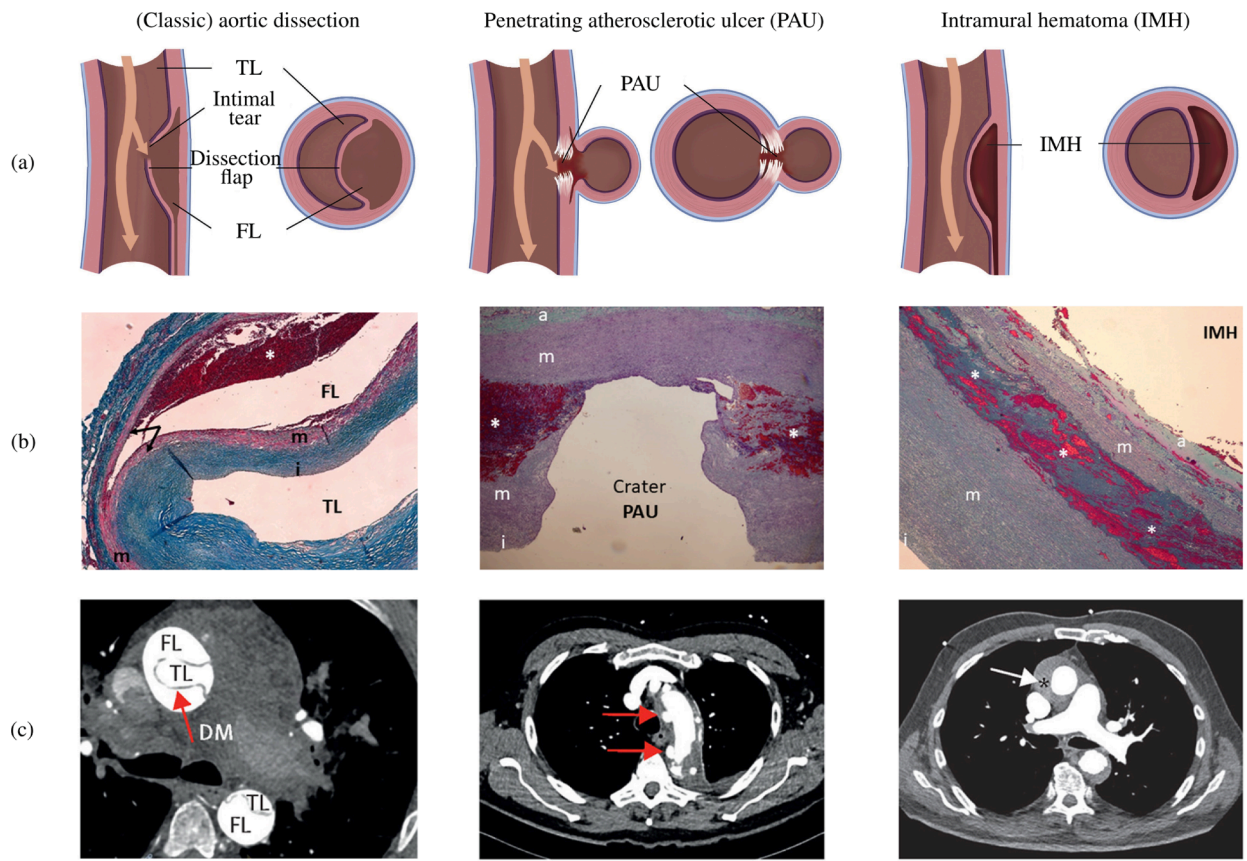 (Classic) aortic dissection
Penetrating atherosclerotic ulcer (PAU)
Intramural hematoma (IMH)
(a)
TL
Intimal
tear
Dissection
flap
FL
PAU
IMH
(b)
*
FL
m
i
TL
m
a
m
*
*
m
Crater
PAU
i
IMH
*
a
m
*
m
*
i
(c)
FL
TL
DM
TL
FL
*